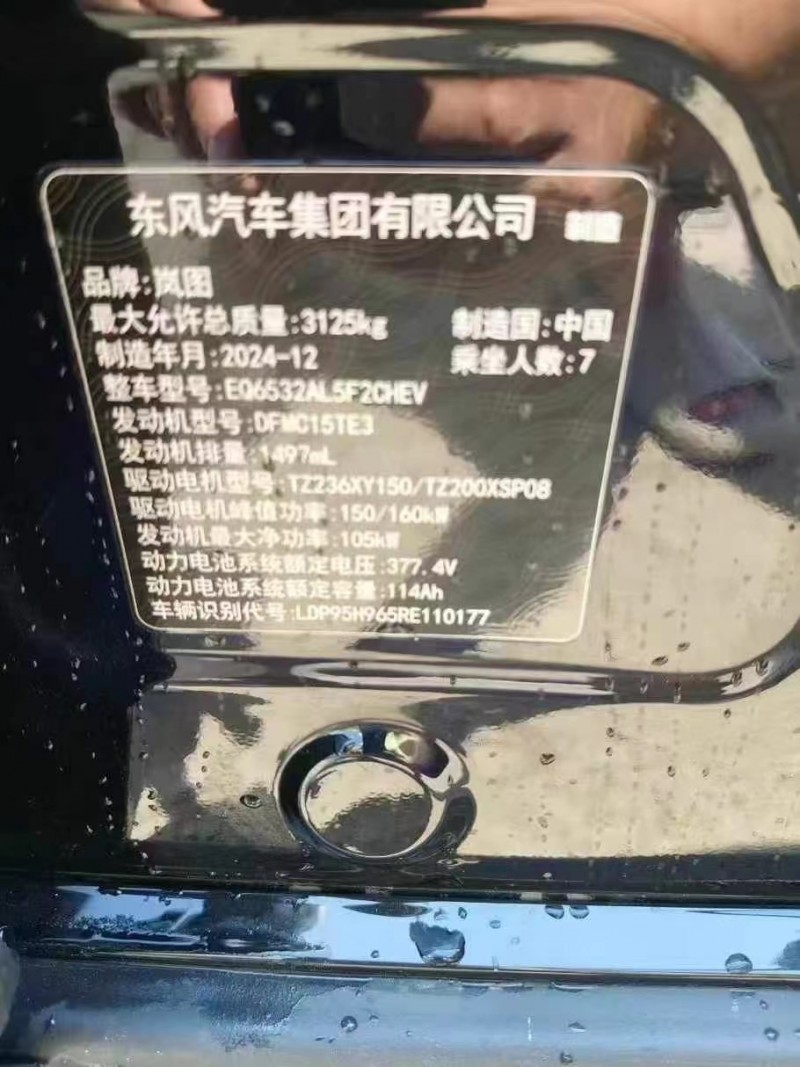 东风汽车集团有限公司 制造
品牌:岚图
最大允许总质量:3125kg 制造国:中国
制造年月:2024-12 乘坐人数:7
整车型号:EQ6532AL5F2CHEV
发动机型号:DFMC15TE3
发动机排量:1497mL
驱动电机型号:TZ236XY150/TZ200XSP08
驱动电机峰值功率:150/160kW
发动机最大净功率:105kW
动力电池系统额定电压:377.4V
动力电池系统额定容量:114Ah
车辆识别代号:LDP95H965RE110177